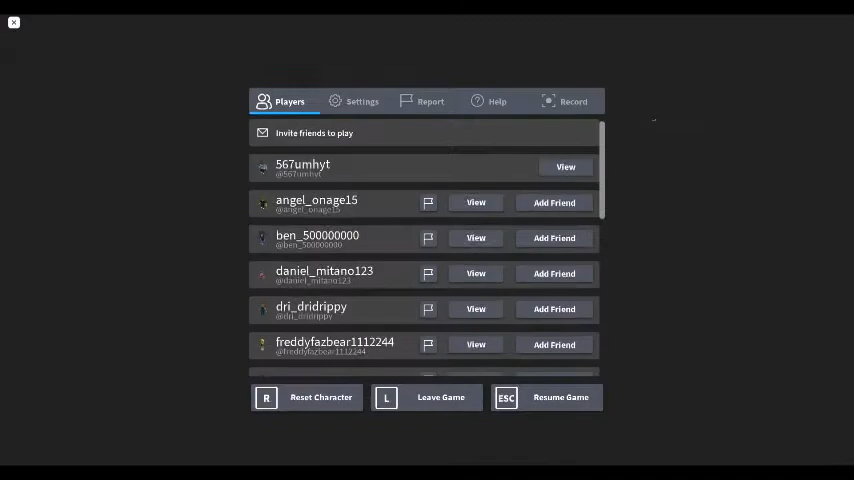 Players Settings Report Help Record
Invite friends to play
567umhyt
@567umhyt
View
angel_onage15
@angel_onage15
View Add Friend
ben_500000000
@ben_500000000
View Add Friend
daniel_mitano123
@daniel_mitano123
View Add Friend
dri_dridrippy
@dri_dridrippy
View Add Friend
freddyfazbear1112244
@freddyfazbear1112244
View Add Friend
R Reset Character L Leave Game ESC Resume Game